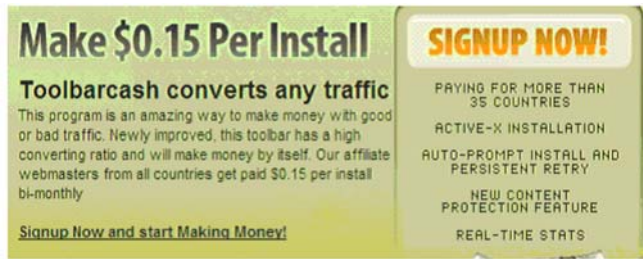 Make $0.15 Per Install
Toolbarcash converts any traffic
This program is an amazing way to make money with good
or bad traffic. Newly improved, this toolbar has a high
converting ratio and will make money by itself. Our affiliate
webmasters from all countries get paid $0.15 per install
bi-monthly
Signup Now and start Making Money!
SIGNUP NOW!
PAYING FOR MORE THAN
35 COUNTRIES
ACTIVE-X INSTALLATION
AUTO-PROMPT INSTALL AND
PERSISTENT RETRY
NEW CONTENT
PROTECTION FEATURE
REAL-TIME STATS